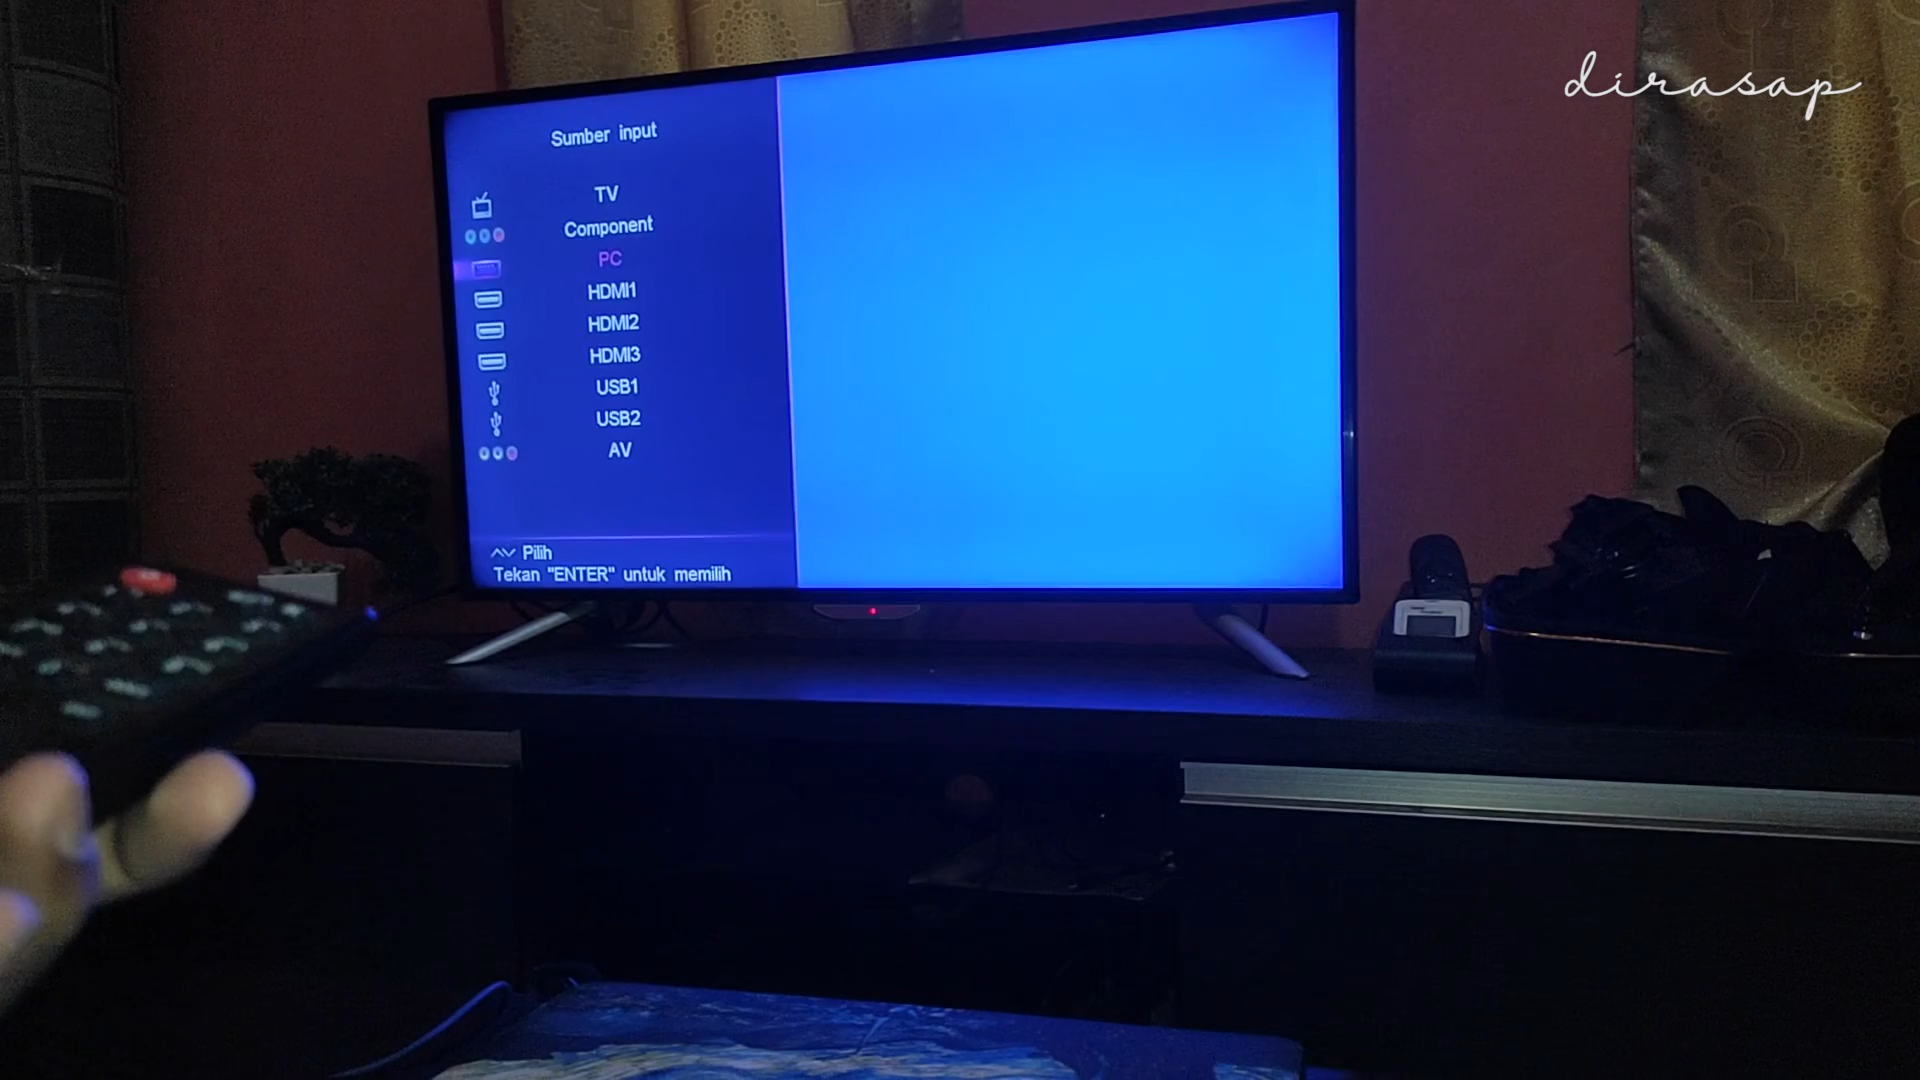 dirasap
Sumber input
TV
Component
PC
HDMI1
HDMI2
HDMI3
USB1
USB2
AV
Pilih
Tekan "ENTER" untuk memilih